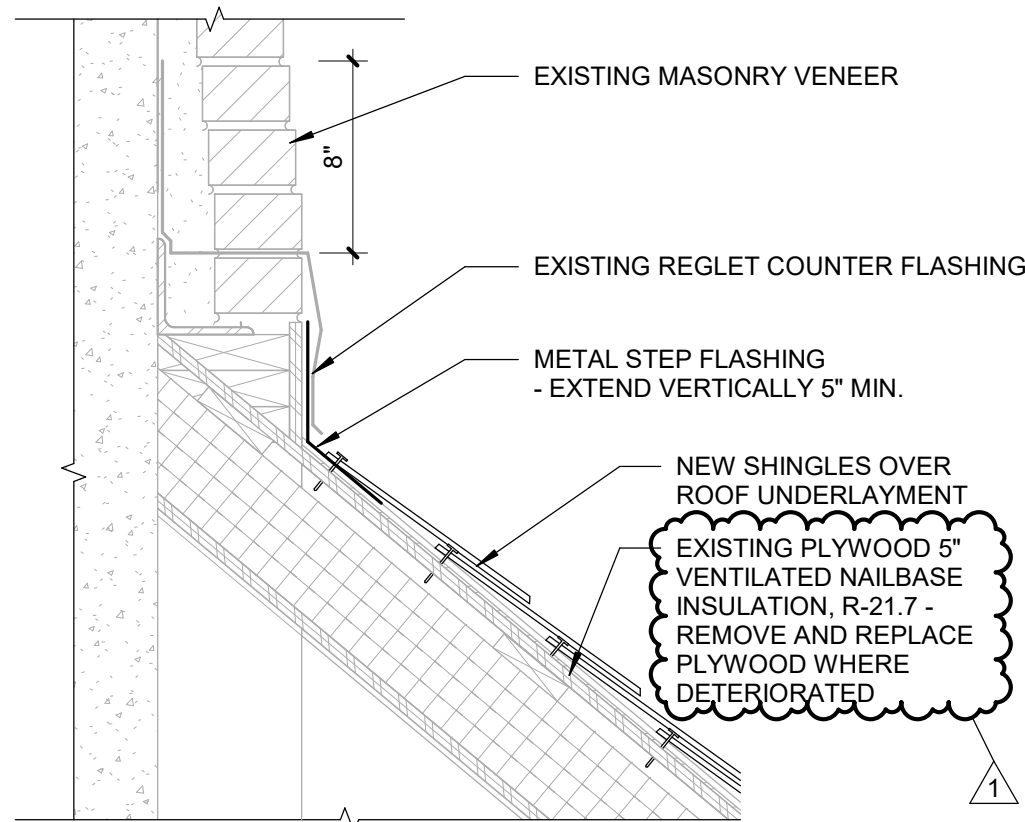 EXISTING MASONRY VENEER
8"
EXISTING REGLET COUNTER FLASHING
METAL STEP FLASHING
- EXTEND VERTICALLY 5" MIN.
NEW SHINGLES OVER
ROOF UNDERLAYMENT
EXISTING PLYWOOD 5"
VENTILATED NAILBASE
INSULATION, R-21.7 -
REMOVE AND REPLACE
PLYWOOD WHERE
DETERIORATED
1